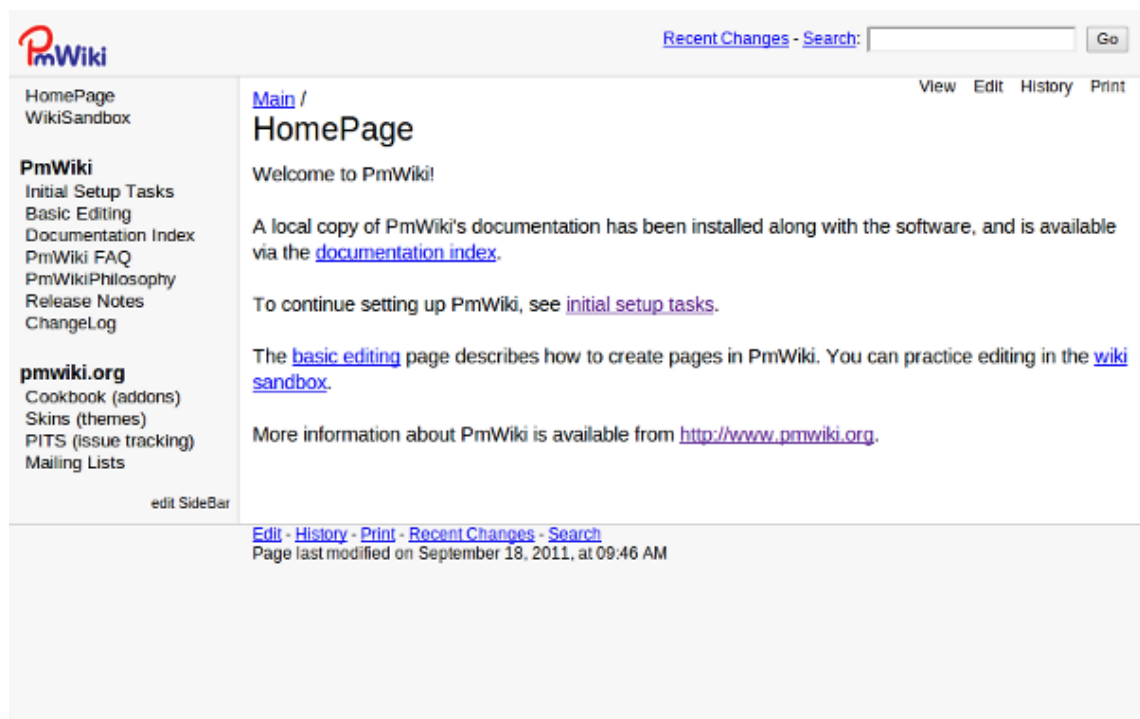 PmWiki
Recent Changes - Search: Go
View Edit History Print
HomePage
WikiSandbox
PmWiki
Initial Setup Tasks
Basic Editing
Documentation Index
PmWiki FAQ
PmWikiPhilosophy
Release Notes
ChangeLog
pmwiki.org
Cookbook (addons)
Skins (themes)
PITS (issue tracking)
Mailing Lists
edit SideBar
Main /
HomePage
Welcome to PmWiki!
A local copy of PmWiki's documentation has been installed along with the software, and is available
via the documentation index.
To continue setting up PmWiki, see initial setup tasks.
The basic editing page describes how to create pages in PmWiki. You can practice editing in the wiki
sandbox.
More information about PmWiki is available from http://www.pmwiki.org.
Edit - History - Print - Recent Changes - Search
Page last modified on September 18, 2011, at 09:46 AM